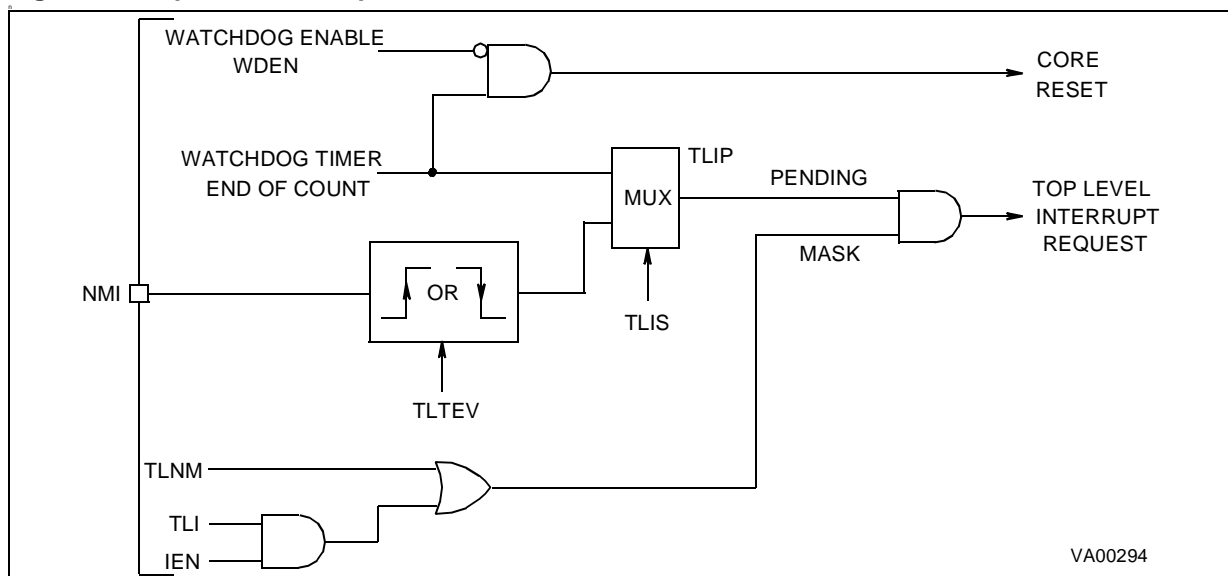 WATCHDOG ENABLE
WDEN
CORE
RESET
WATCHDOG TIMER
END OF COUNT
TLIP
MUX
PENDING
TOP LEVEL
INTERRUPT
REQUEST
MASK
NMI
OR
TLIS
TLTEV
TLNM
TLI
IEN
VA00294